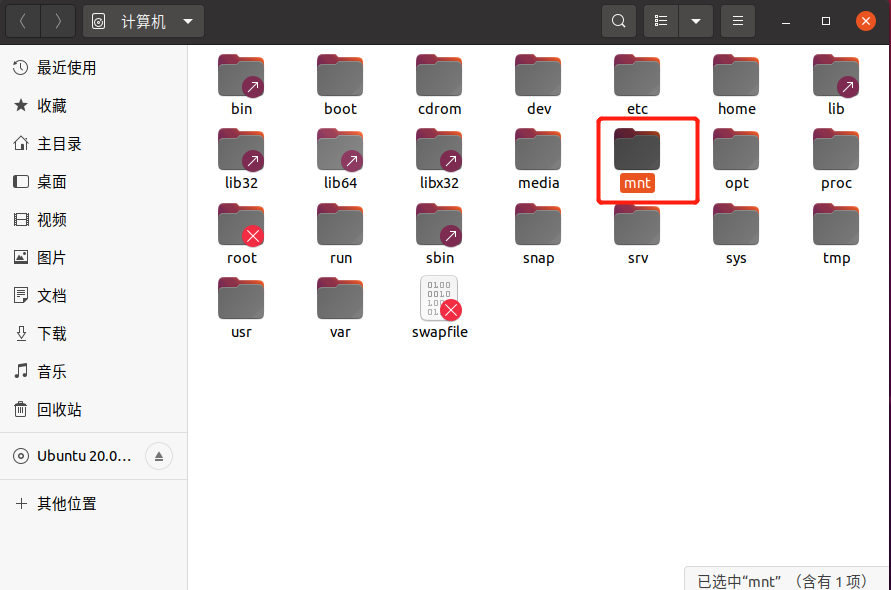 计算机
最近使用
收藏
主目录
桌面
视频
图片
文档
下载
音乐
回收站
Ubuntu 20.0...
其他位置
bin boot cdrom dev etc home lib
lib32 lib64 libx32 media mnt opt proc
root run sbin snap srv sys tmp
usr var swapfile
已选中“mnt” （含有 1 项）